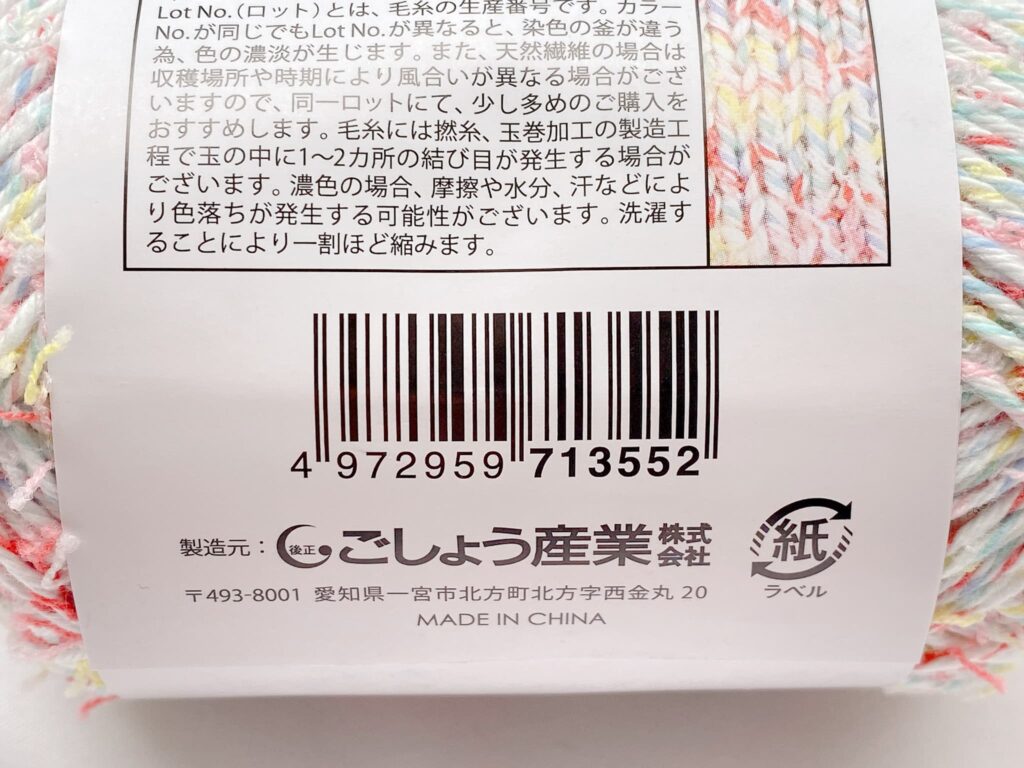 Lot No.(ロット)とは、毛糸の生産番号です。カラー
No.が同じでもLot No.が異なると、染色の釜が違う
為、色の濃淡が生じます。また、天然繊維の場合は
収穫場所や時期により風合いが異なる場合がござ
いますので、同一ロットにて、少し多めのご購入を
おすすめします。毛糸には撚糸、玉巻加工の製造工
程で玉の中に1〜2カ所の結び目が発生する場合が
ございます。濃色の場合、摩擦や水分、汗などによ
り色落ちが発生する可能性がございます。洗濯す
ることにより一割ほど縮みます。
4 972959 713552
製造元：後正 ごしょう産業株式会社
紙
ラベル
〒493-8001 愛知県一宮市北方町北方字西金丸20
MADE IN CHINA